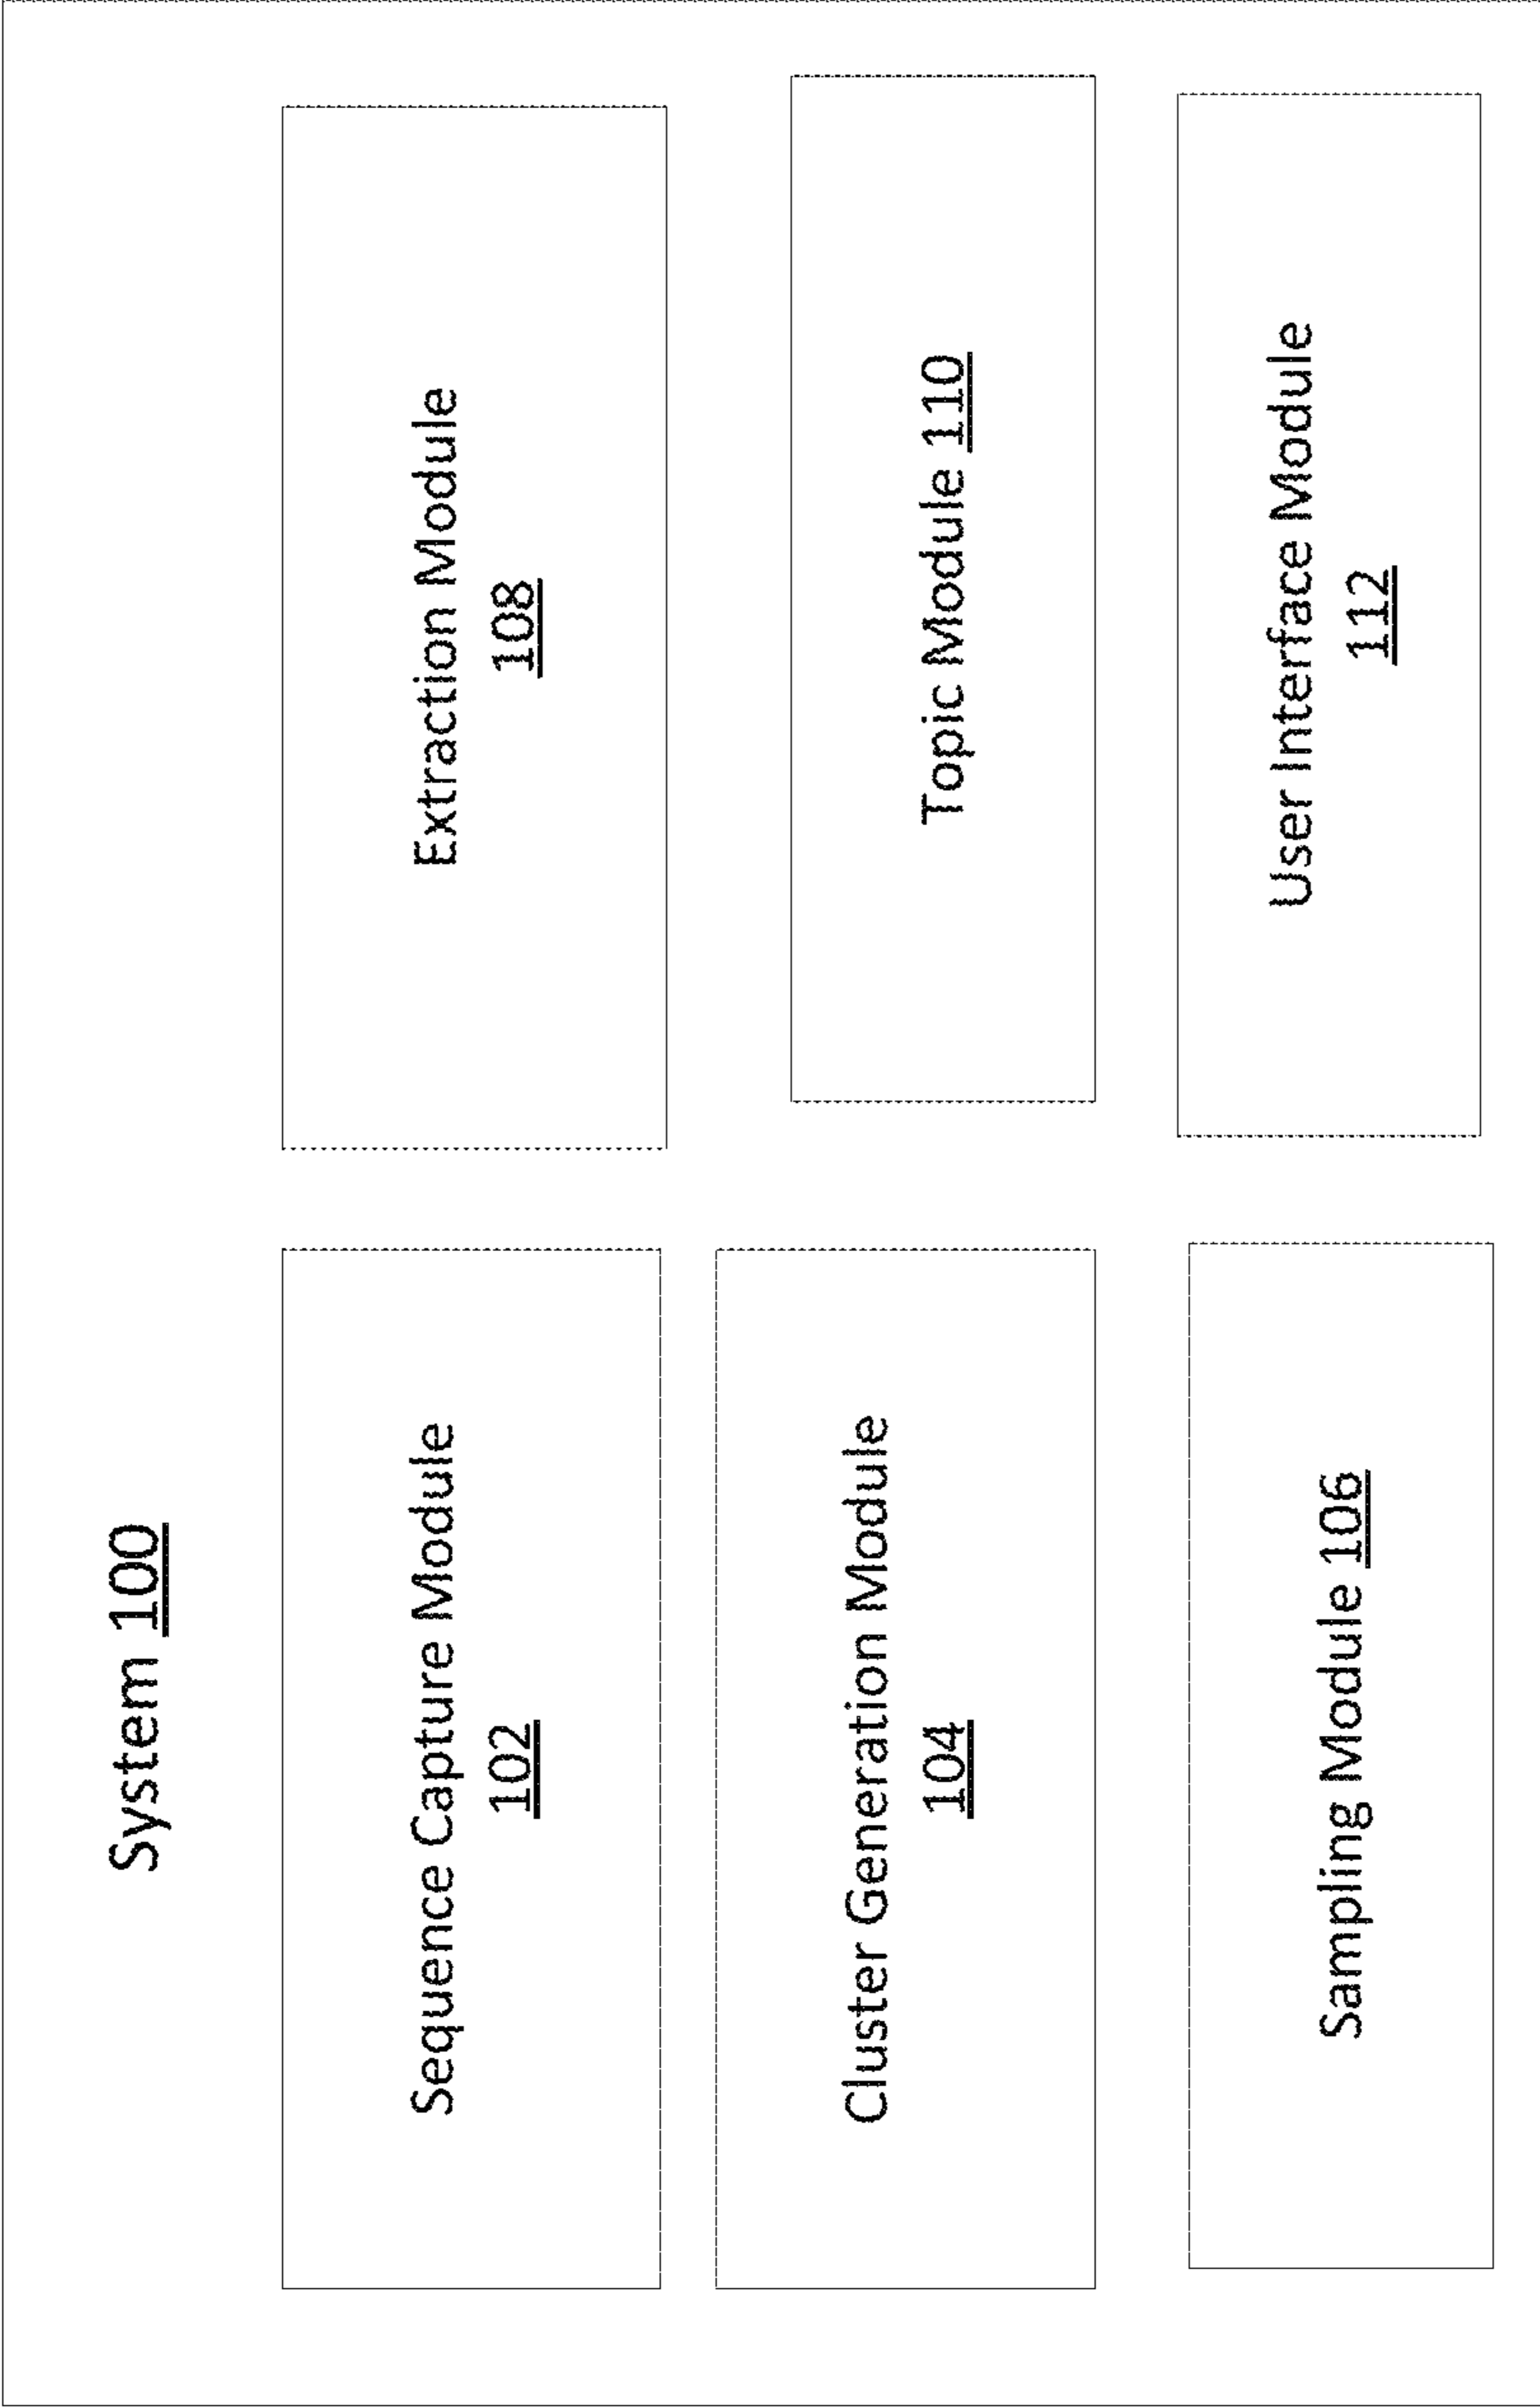 System 100
Sequence Capture Module
102
Cluster Generation Module
104
Sampling Module 106
Extraction Module
108
Topic Module 110
User Interface Module
112